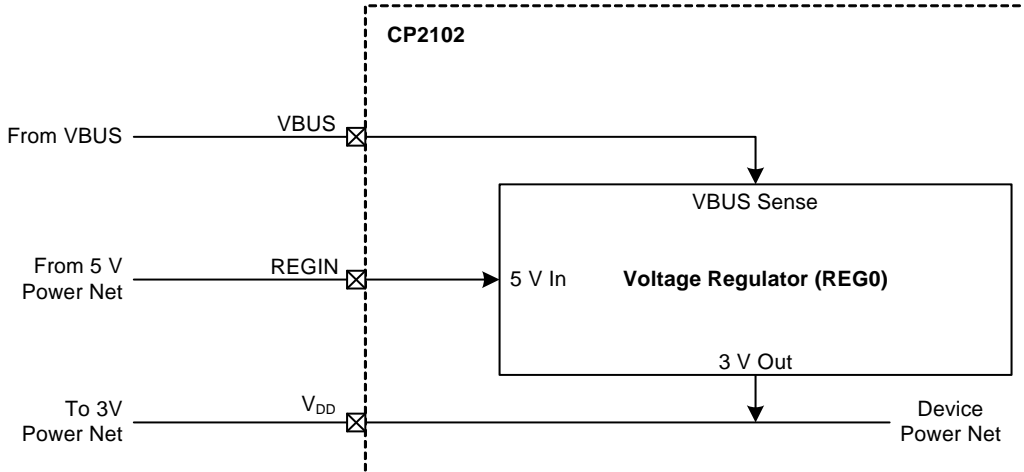 CP2102
From VBUS
VBUS
VBUS Sense
From 5 V
Power Net
REGIN
5 V In
Voltage Regulator (REG0)
3 V Out
To 3V
Power Net
VDD
Device
Power Net